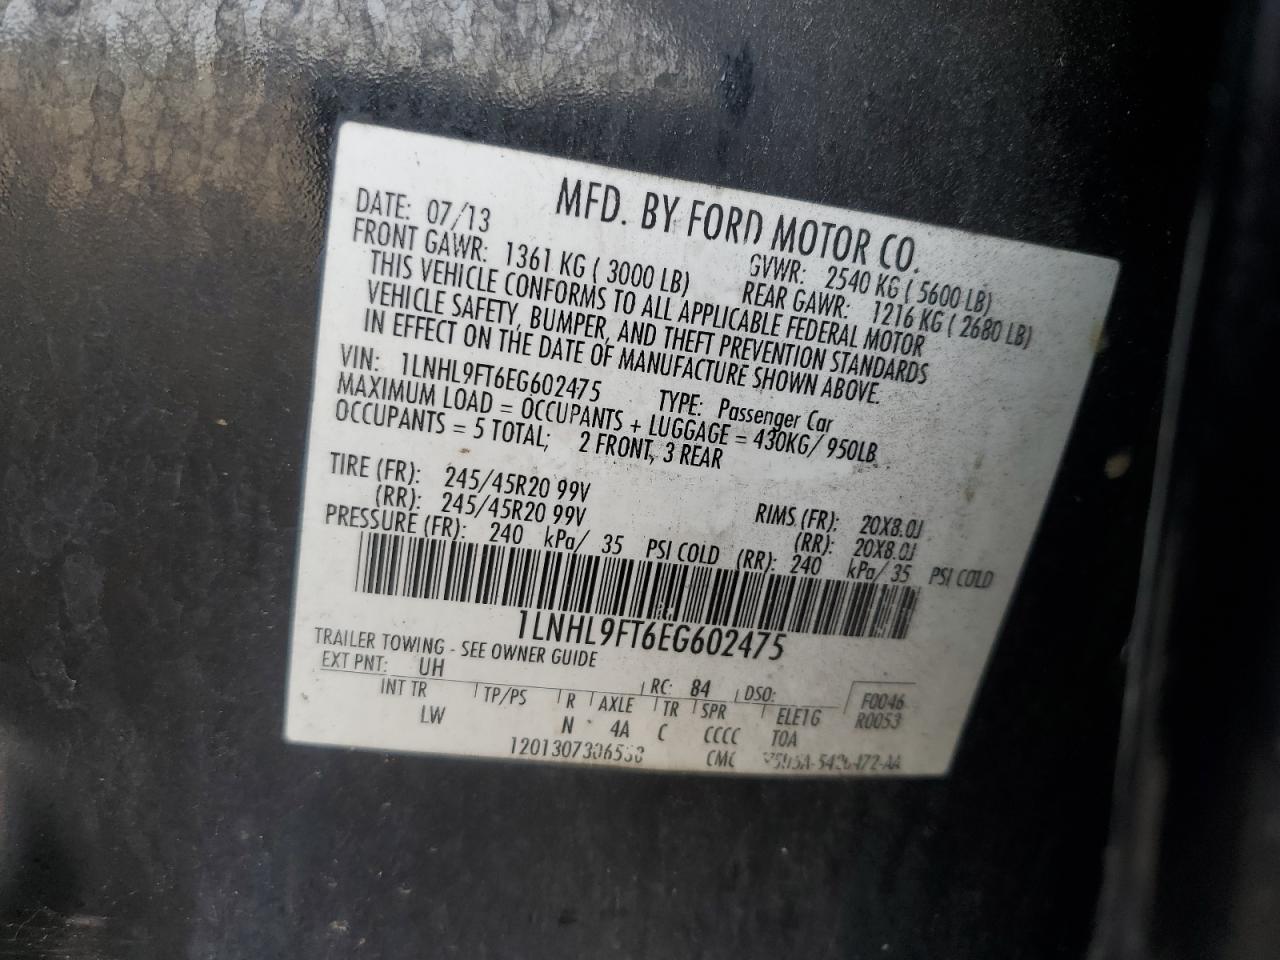 MFD. BY FORD MOTOR CO.
DATE: 07/13 GVWR: 2540 KG ( 5600 LB)
FRONT GAWR: 1361 KG ( 3000 LB) REAR GAWR: 1216 KG ( 2680 LB)
THIS VEHICLE CONFORMS TO ALL APPLICABLE FEDERAL MOTOR
VEHICLE SAFETY, BUMPER, AND THEFT PREVENTION STANDARDS
IN EFFECT ON THE DATE OF MANUFACTURE SHOWN ABOVE.
VIN: 1LNHL9FT6EG602475 TYPE: Passenger Car
MAXIMUM LOAD = OCCUPANTS + LUGGAGE = 430KG/ 950LB
OCCUPANTS = 5 TOTAL; 2 FRONT, 3 REAR
TIRE (FR): 245/45R20 99V RIMS (FR): 20X8.0J
(RR): 245/45R20 99V (RR): 20X8.0J
PRESSURE (FR): 240 kPa/ 35 PSI COLD (RR): 240 kPa/ 35 PSI COLD
1LNHL9FT6EG602475
TRAILER TOWING - SEE OWNER GUIDE
EXT PNT: UH RC: 84 DSO: F0046
INT TR TP/PS R AXLE TR SPR ELE1G R0053
LW N 4A C CCCC TOA
CMC